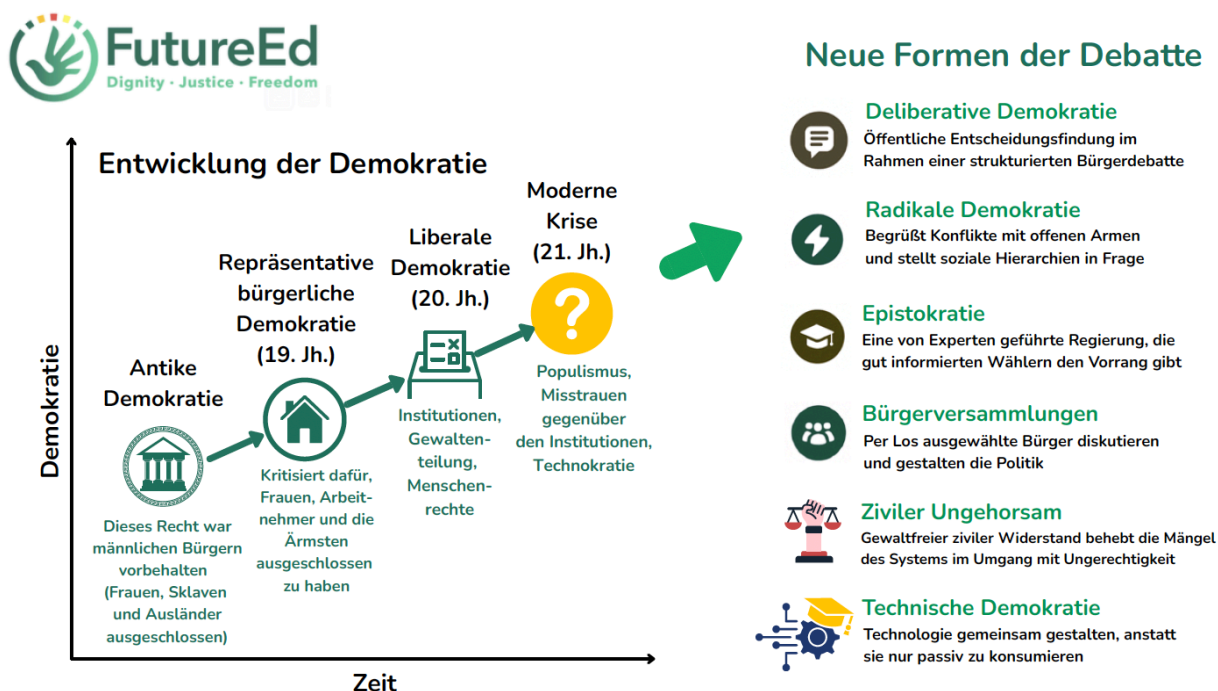 FutureEd
Dignity · Justice · Freedom
Entwicklung der Demokratie
Demokratie
Zeit
Antike
Demokratie
Dieses Recht war
männlichen Bürgern
vorbehalten
(Frauen, Sklaven
und Ausländer
ausgeschlossen)
Repräsentative
bürgerliche
Demokratie
(19. Jh.)
Kritisiert dafür,
Frauen, Arbeit-
nehmer und die
Ärmsten
ausgeschlossen
zu haben
Liberale
Demokratie
(20. Jh.)
Institutionen,
Gewalten-
teilung,
Menschen-
rechte
Moderne
Krise
(21. Jh.)
?
Populismus,
Misstrauen
gegenüber
den Institutionen,
Technokratie
Neue Formen der Debatte
Deliberative Demokratie
Öffentliche Entscheidungsfindung im
Rahmen einer strukturierten Bürgerdebatte
Radikale Demokratie
Begrüßt Konflikte mit offenen Armen
und stellt soziale Hierarchien in Frage
Epistokratie
Eine von Experten geführte Regierung, die
gut informierten Wählern den Vorrang gibt
Bürgerversammlungen
Per Los ausgewählte Bürger diskutieren
und gestalten die Politik
Ziviler Ungehorsam
Gewaltfreier ziviler Widerstand behebt die Mängel
des Systems im Umgang mit Ungerechtigkeit
Technische Demokratie
Technologie gemeinsam gestalten, anstatt
sie nur passiv zu konsumieren